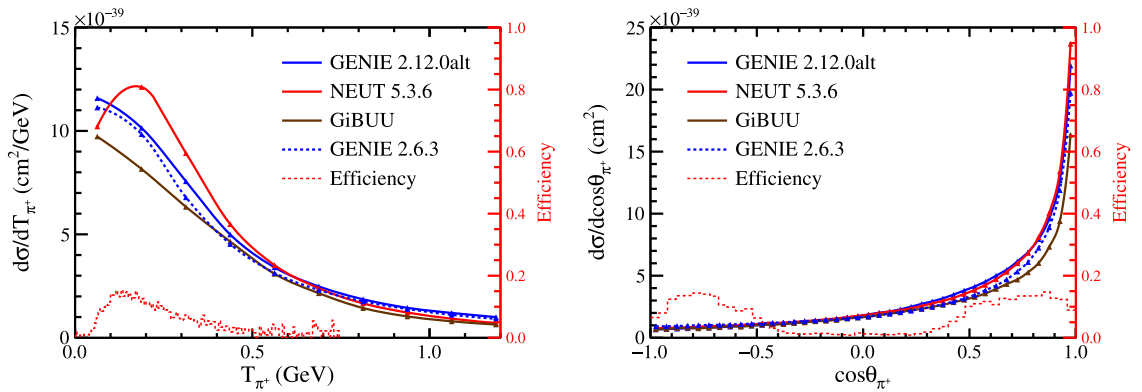 ×10⁻³⁹
15
10
5
0
dσ/dT_π⁺ (cm²/GeV)
GENIE 2.12.0alt
NEUT 5.3.6
GiBUU
GENIE 2.6.3
Efficiency
1.0
0.8
0.6
0.4
0.2
0.0
Efficiency
0.0 0.5 1.0
T_π⁺ (GeV)
×10⁻³⁹
25
20
15
10
5
0
dσ/dcosθ_π⁺ (cm²)
GENIE 2.12.0alt
NEUT 5.3.6
GiBUU
GENIE 2.6.3
Efficiency
1.0
0.8
0.6
0.4
0.2
0.0
Efficiency
−1.0 −0.5 0.0 0.5 1.0
cosθ_π⁺